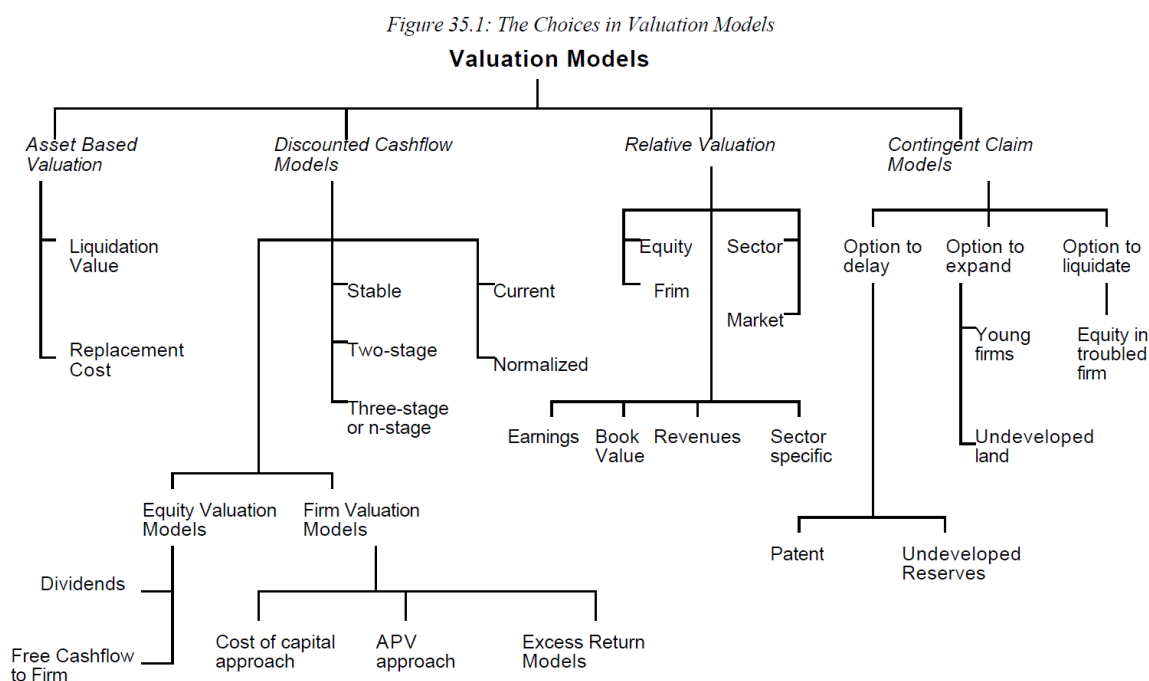 Figure 35.1: The Choices in Valuation Models
Valuation Models
Asset Based
Valuation
Discounted Cashflow
Models
Relative Valuation
Contingent Claim
Models
Liquidation
Value
Replacement
Cost
Stable
Two-stage
Three-stage
or n-stage
Current
Normalized
Equity
Frim
Sector
Market
Option to
delay
Option to
expand
Option to
liquidate
Young
firms
Equity in
troubled
firm
Undeveloped
land
Earnings
Book
Value
Revenues
Sector
specific
Equity Valuation
Models
Firm Valuation
Models
Patent
Undeveloped
Reserves
Dividends
Free Cashflow
to Firm
Cost of capital
approach
APV
approach
Excess Return
Models